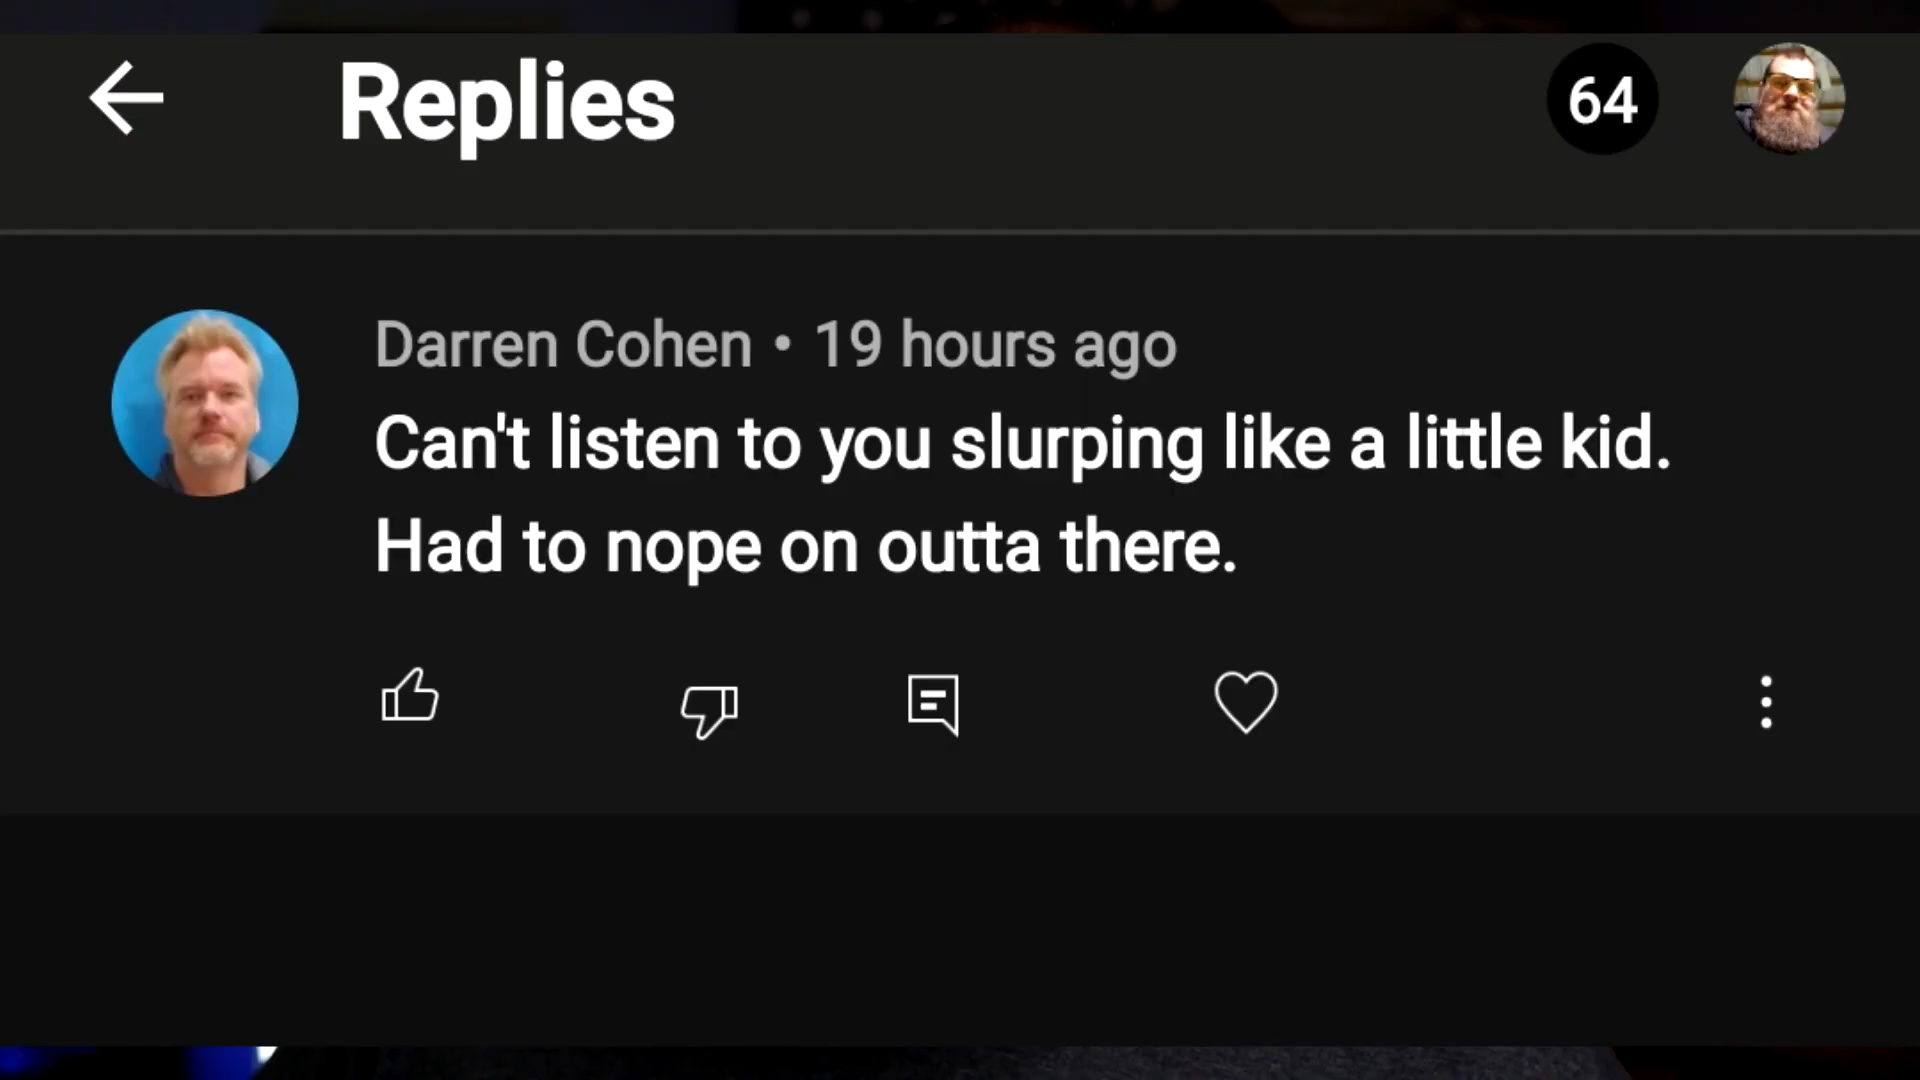 Replies
64
Darren Cohen • 19 hours ago
Can't listen to you slurping like a little kid.
Had to nope on outta there.